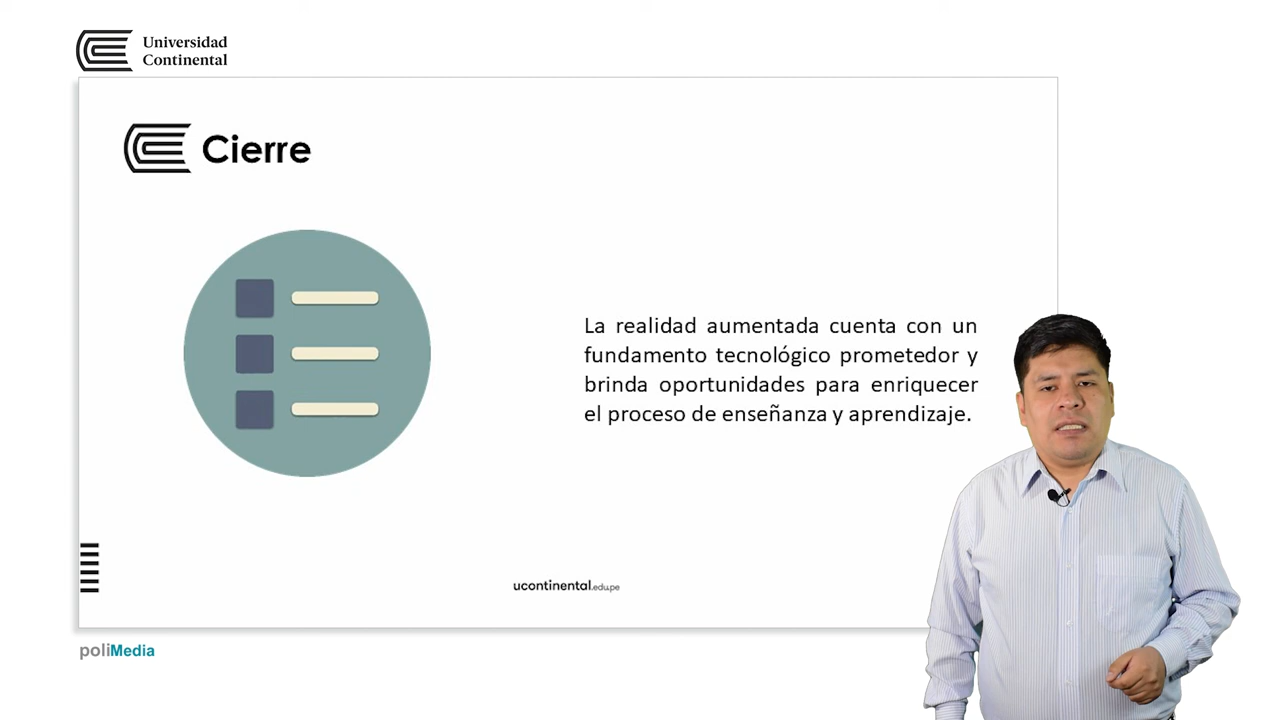 Universidad
Continental
Cierre
La realidad aumentada cuenta con un
fundamento tecnológico prometedor y
brinda oportunidades para enriquecer
el proceso de enseñanza y aprendizaje.
ucontinental.edu.pe
poliMedia